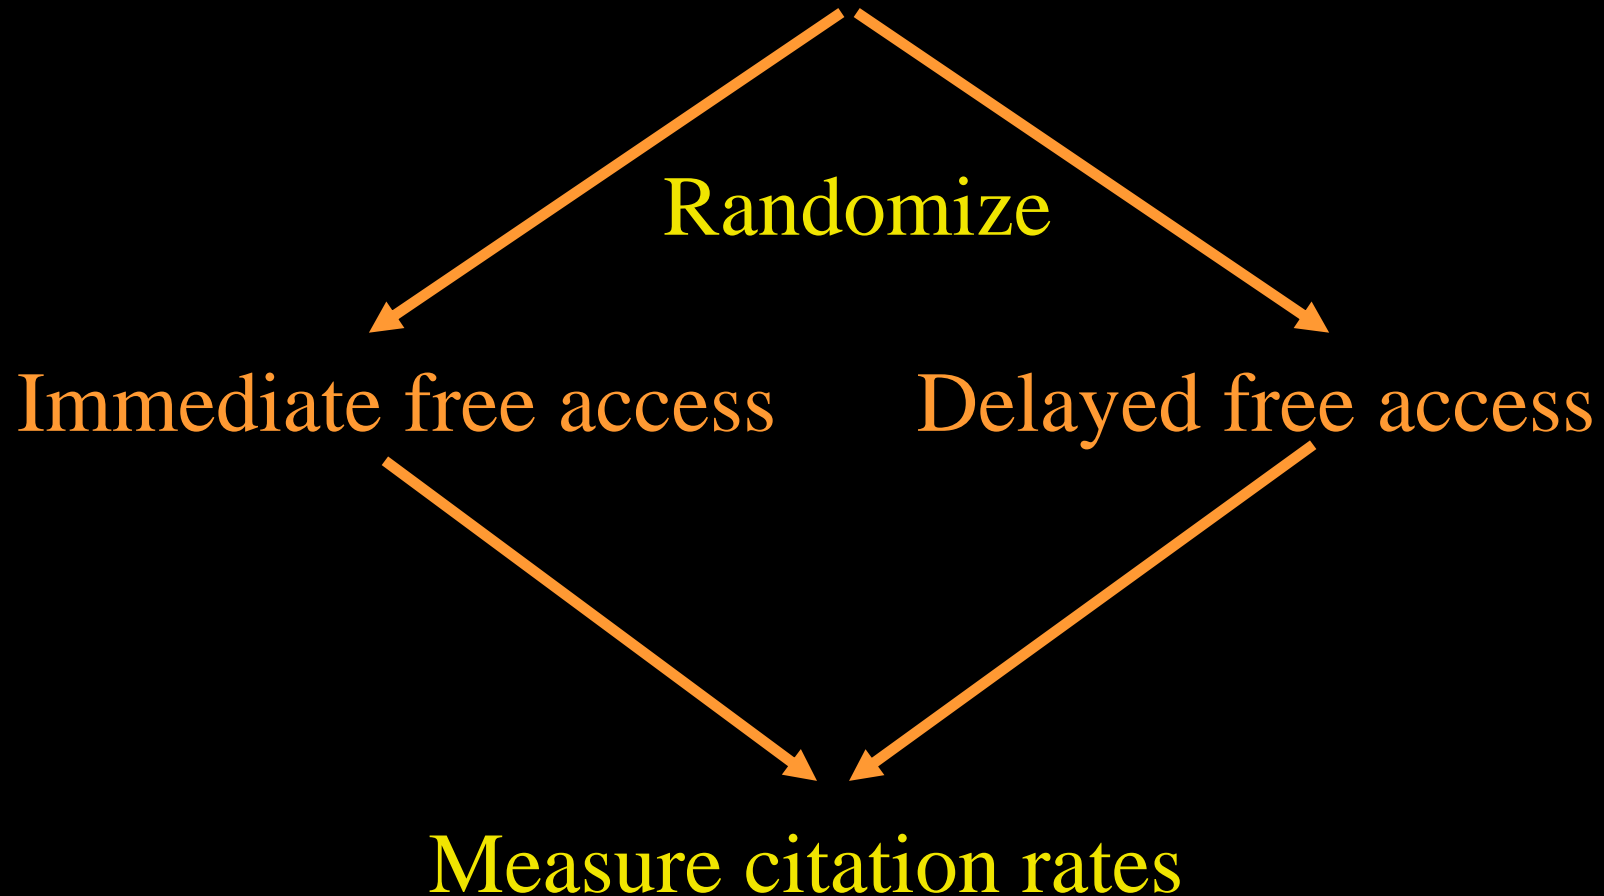 Randomize
Immediate free access
Delayed free access
Measure citation rates